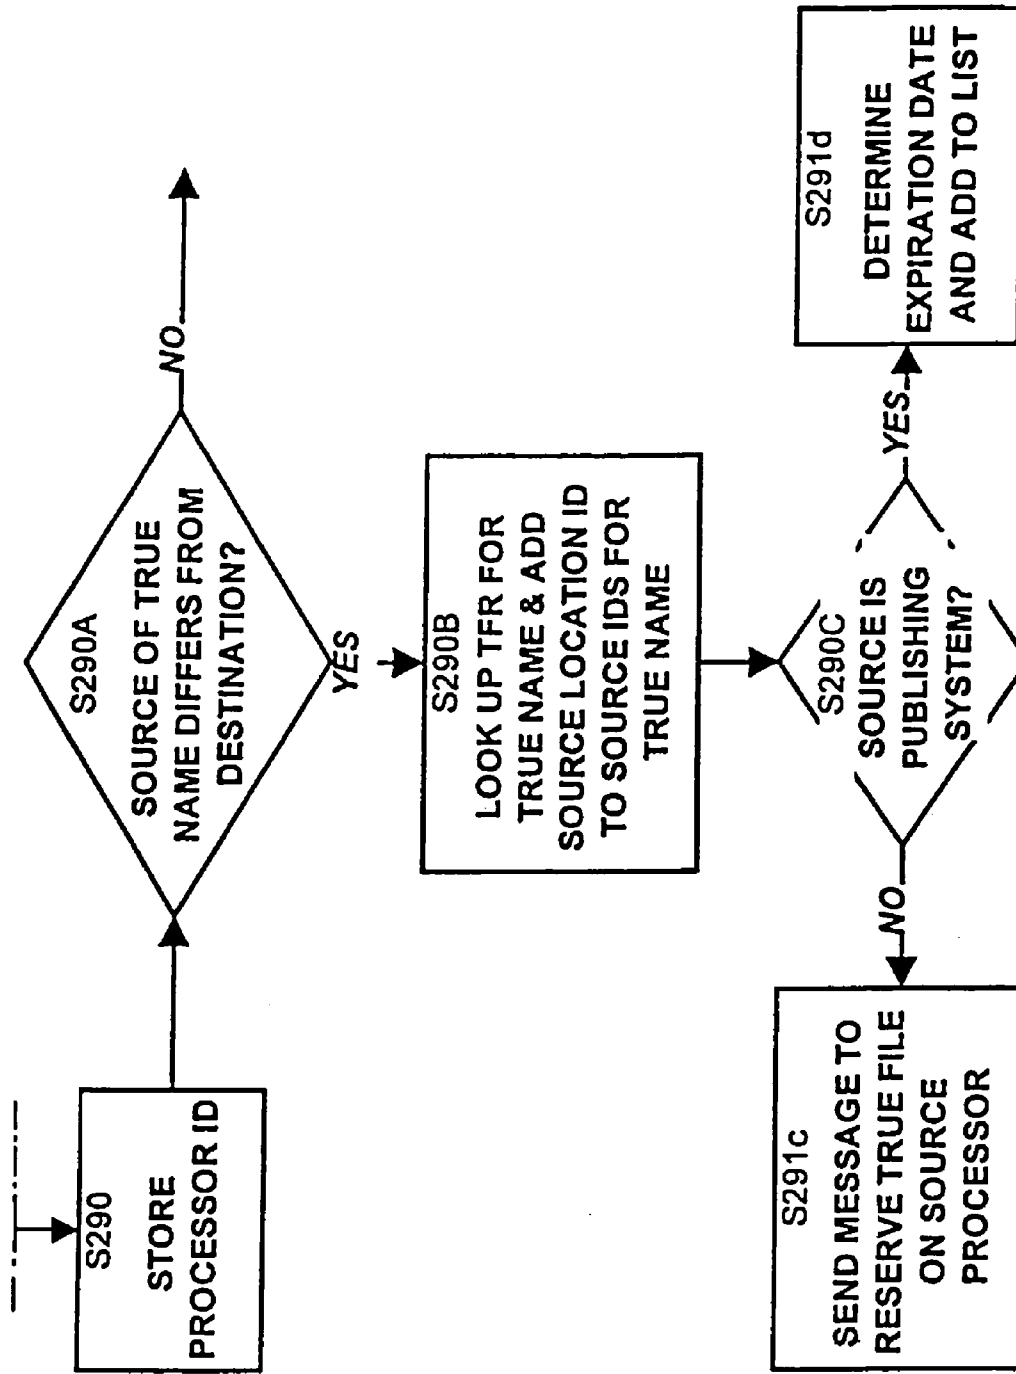 S290
STORE
PROCESSOR ID
S290A
SOURCE OF TRUE
NAME DIFFERS FROM
DESTINATION?
NO
YES
S290B
LOOK UP TFR FOR
TRUE NAME & ADD
SOURCE LOCATION ID
TO SOURCE IDS FOR
TRUE NAME
S290C
SOURCE IS
PUBLISHING
SYSTEM?
NO
YES
S291c
SEND MESSAGE TO
RESERVE TRUE FILE
ON SOURCE
PROCESSOR
S291d
DETERMINE
EXPIRATION DATE
AND ADD TO LIST